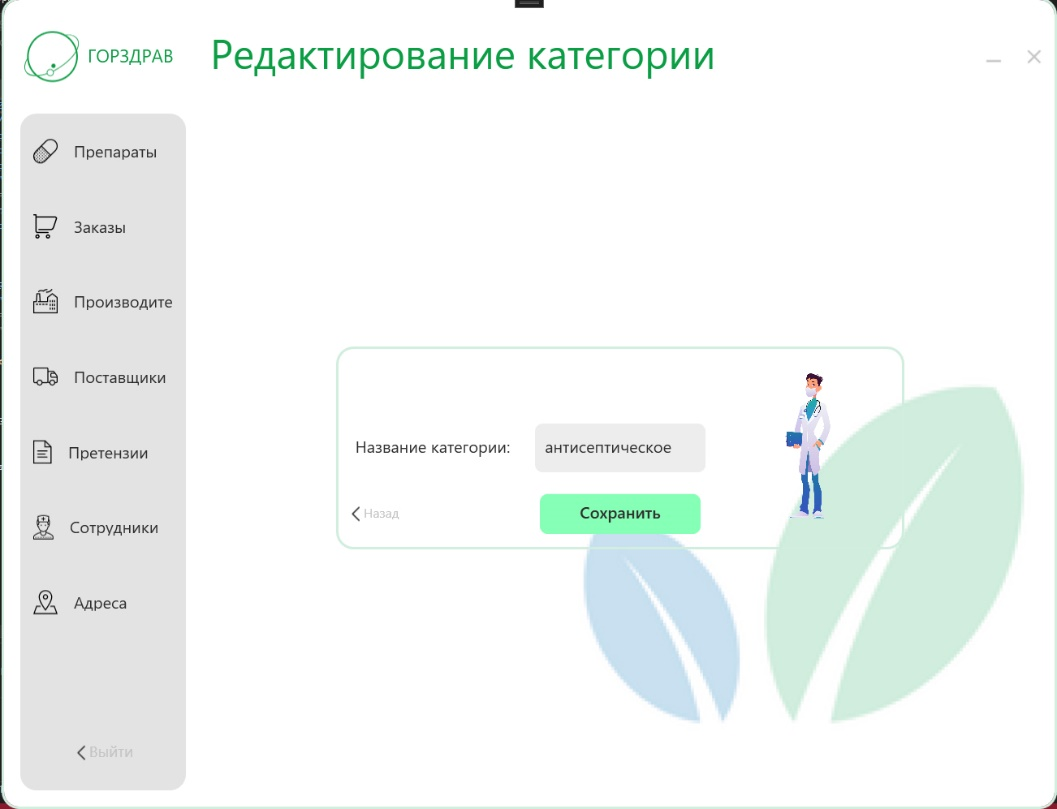 ГОРЗДРАВ
Редактирование категории
Препараты
Заказы
Производите
Поставщики
Претензии
Сотрудники
Адреса
Выйти
Название категории:
антисептическое
Назад
Сохранить